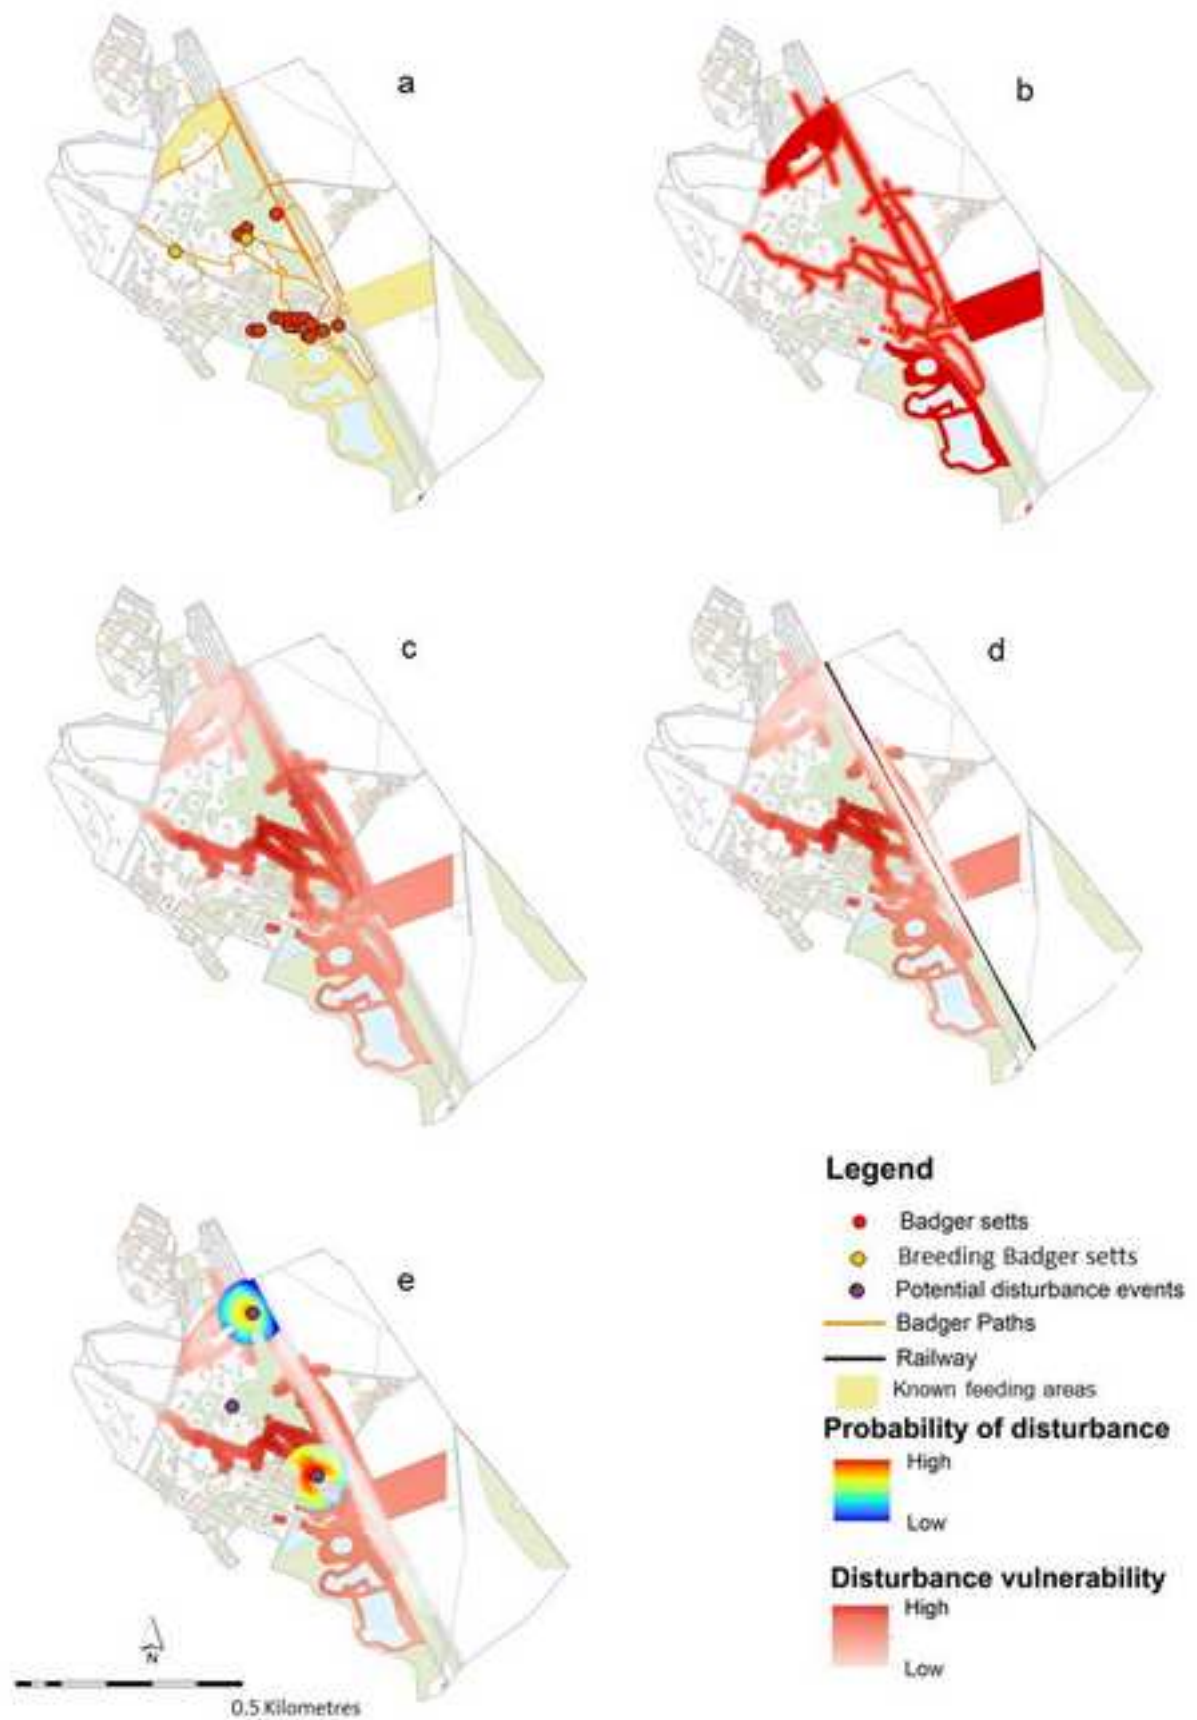 a
b
c
d
e
Legend
Badger setts
Breeding Badger setts
Potential disturbance events
Badger Paths
Railway
Known feeding areas
Probability of disturbance
High
Low
Disturbance vulnerability
High
Low
N
0.5 Kilometres